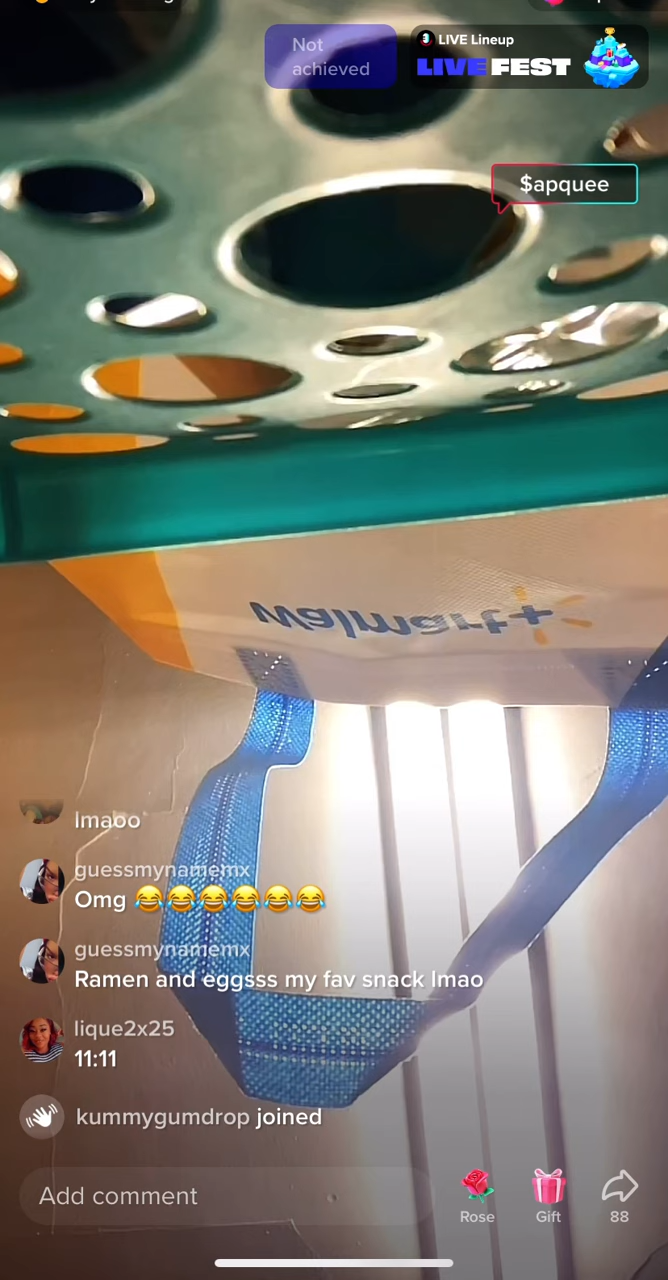 Not
achieved
LIVE Lineup
LIVE FEST
$apquee
walmart+
lmaoo
guessmynamemx
Omg 😂😂😂😂😂😂
guessmynamemx
Ramen and eggsss my fav snack lmao
lique2x25
11:11
kummygumdrop joined
Add comment
Rose
Gift
88